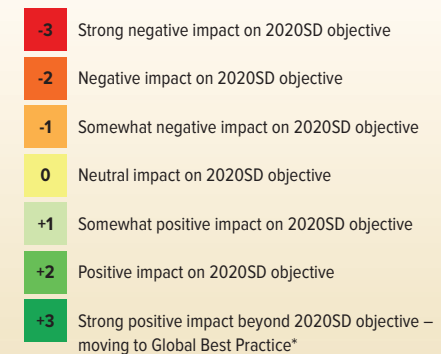 -3 Strong negative impact on 2020SD objective
-2 Negative impact on 2020SD objective
-1 Somewhat negative impact on 2020SD objective
0 Neutral impact on 2020SD objective
+1 Somewhat positive impact on 2020SD objective
+2 Positive impact on 2020SD objective
+3 Strong positive impact beyond 2020SD objective –
moving to Global Best Practice*